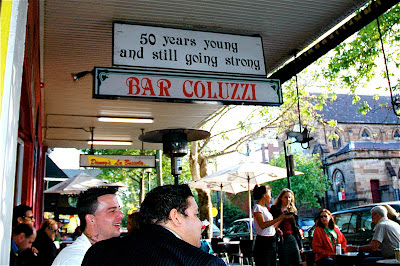 50 years young
and still going strong
BAR COLUZZI